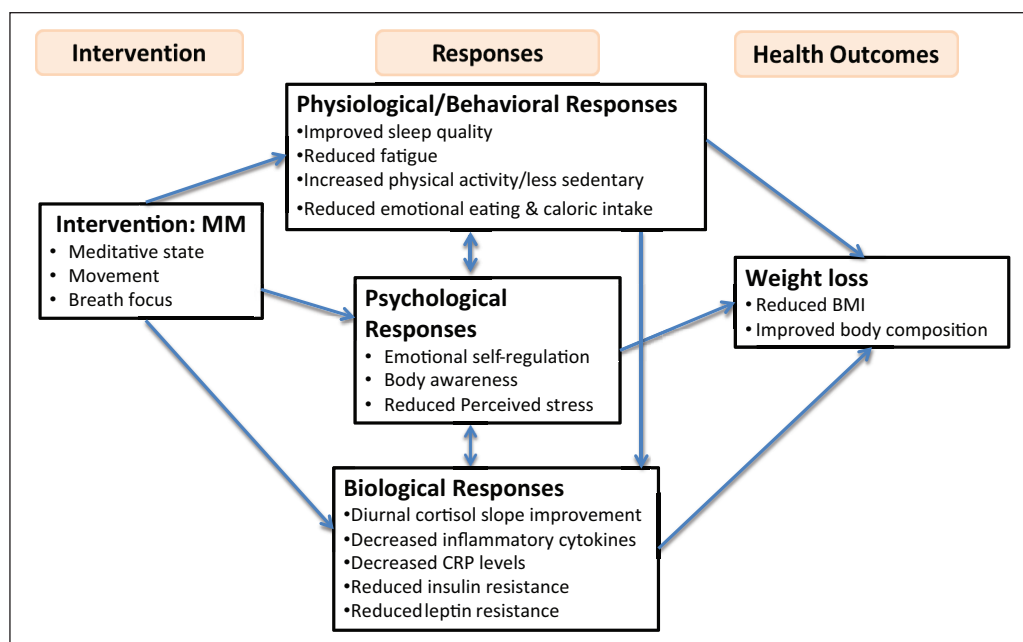 Intervention
Responses
Health Outcomes
Physiological/Behavioral Responses
•Improved sleep quality
•Reduced fatigue
•Increased physical activity/less sedentary
•Reduced emotional eating & caloric intake
Intervention: MM
• Meditative state
• Movement
• Breath focus
Psychological
Responses
• Emotional self-regulation
• Body awareness
• Reduced Perceived stress
Weight loss
• Reduced BMI
• Improved body composition
Biological Responses
•Diurnal cortisol slope improvement
•Decreased inflammatory cytokines
•Decreased CRP levels
•Reduced insulin resistance
•Reduced leptin resistance